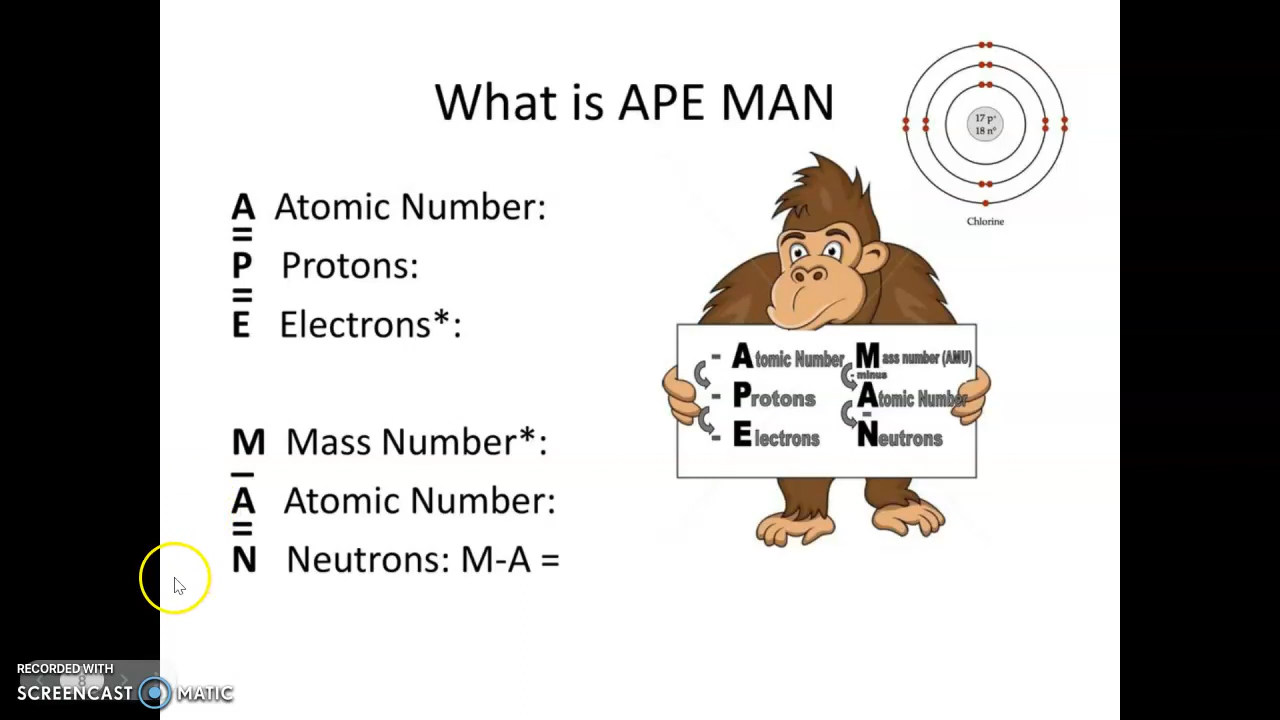 What is APE MAN
17 p⁺
18 n⁰
Chlorine
A Atomic Number:
=
P Protons:
=
E Electrons*:
M Mass Number*:
–
A Atomic Number:
=
N Neutrons: M-A =
- Atomic Number
- Protons
- Electrons
Mass number (AMU)
- minus
Atomic Number
=
Neutrons
RECORDED WITH
SCREENCAST MATIC
8